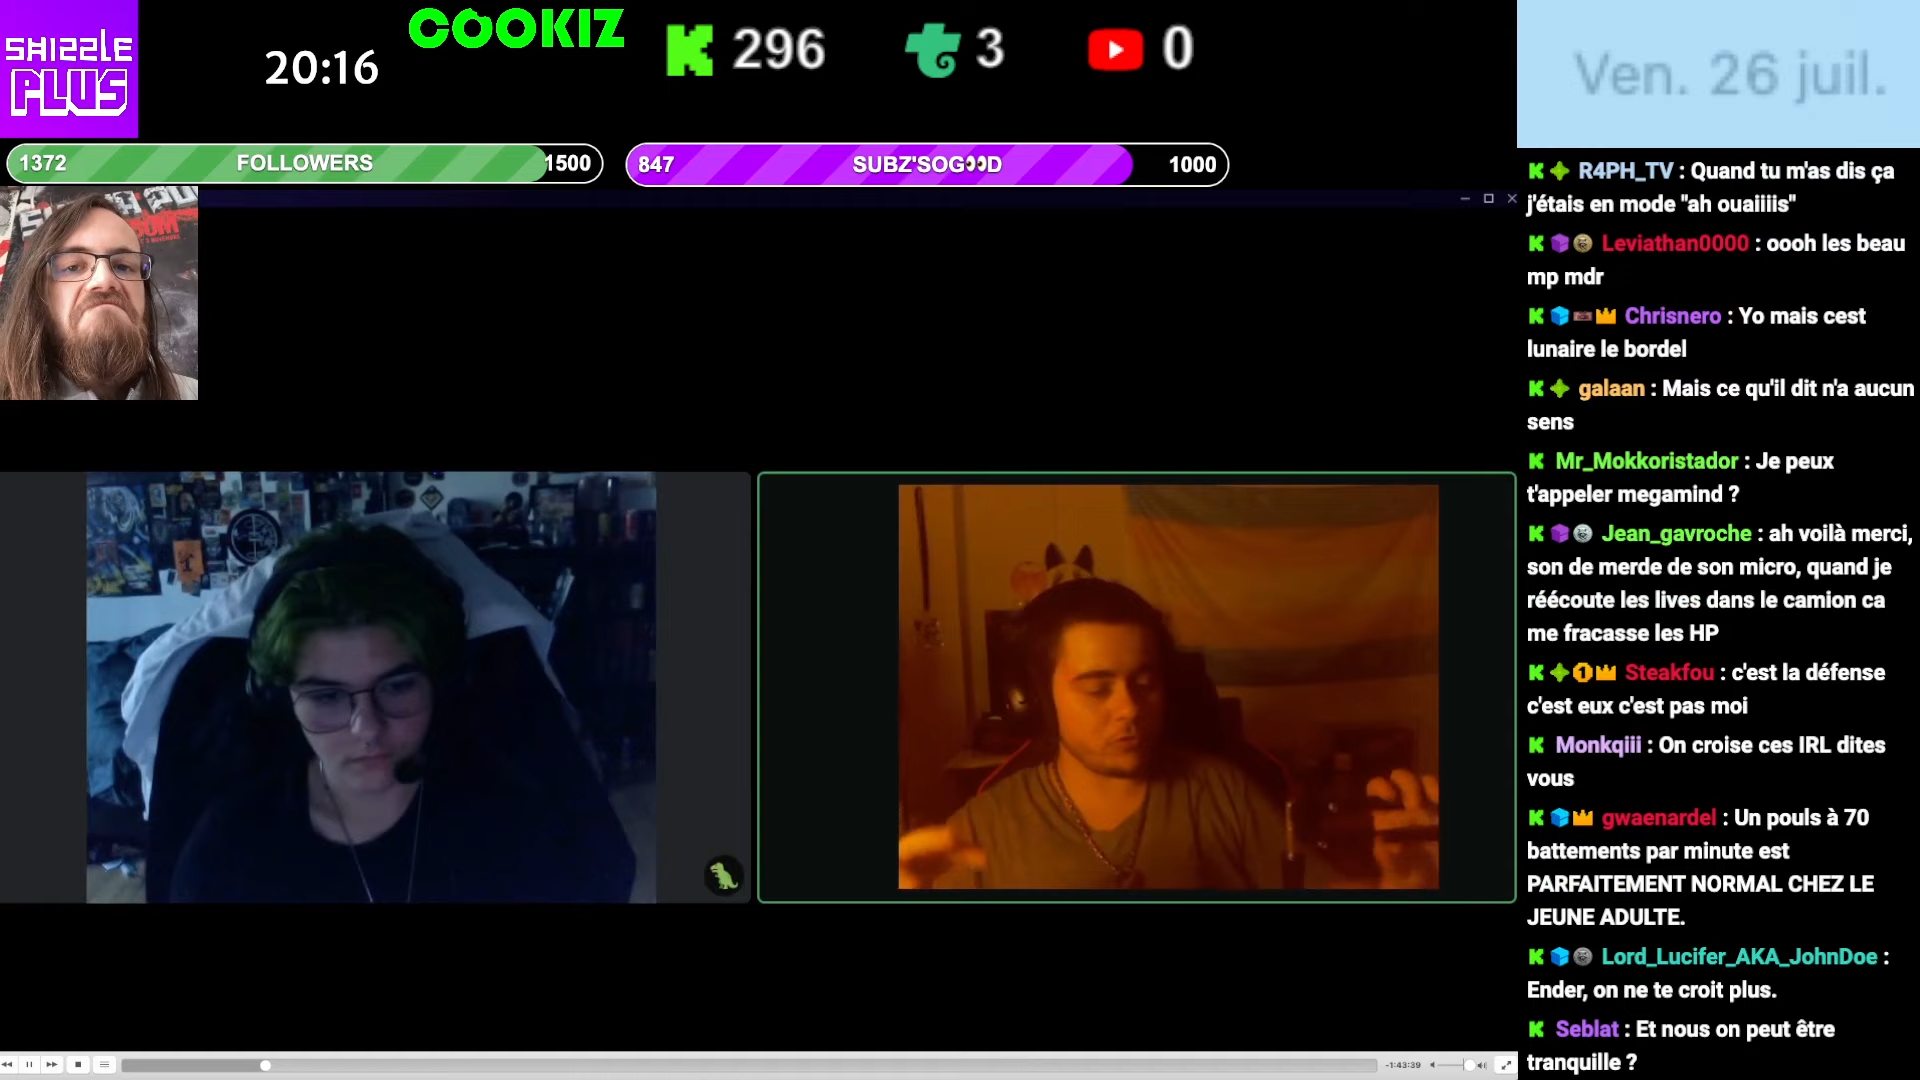 SHIZZLE
PLUS
20:16
COOKIZ
296
3
0
Ven. 26 juil.
1372 FOLLOWERS 1500
847 SUBZ'SOG👀D 1000
R4PH_TV : Quand tu m'as dis ça
j'étais en mode "ah ouaiiiis"
Leviathan0000 : oooh les beau
mp mdr
Chrisnero : Yo mais cest
lunaire le bordel
galaan : Mais ce qu'il dit n'a aucun
sens
Mr_Mokkoristador : Je peux
t'appeler megamind ?
Jean_gavroche : ah voilà merci,
son de merde de son micro, quand je
réécoute les lives dans le camion ca
me fracasse les HP
Steakfou : c'est la défense
c'est eux c'est pas moi
Monkqiii : On croise ces IRL dites
vous
gwaenardel : Un pouls à 70
battements par minute est
PARFAITEMENT NORMAL CHEZ LE
JEUNE ADULTE.
Lord_Lucifer_AKA_JohnDoe :
Ender, on ne te croit plus.
Seblat : Et nous on peut être
tranquille ?
-1:43:39